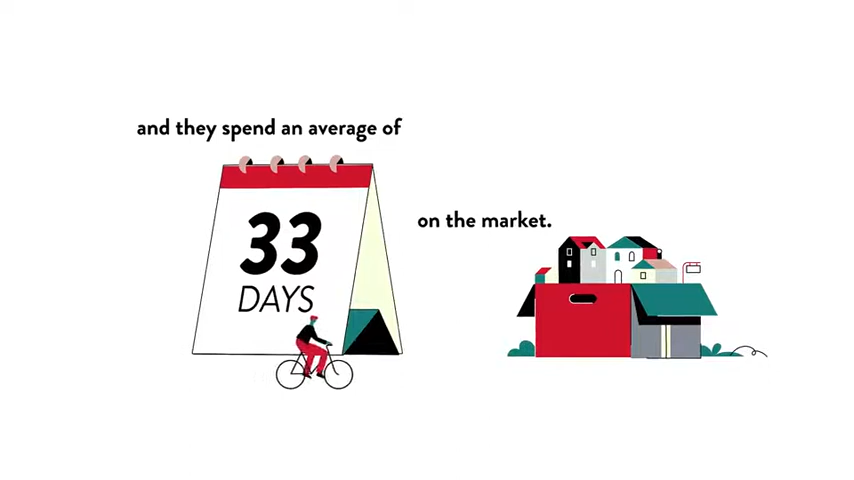 and they spend an average of
33
DAYS
on the market.